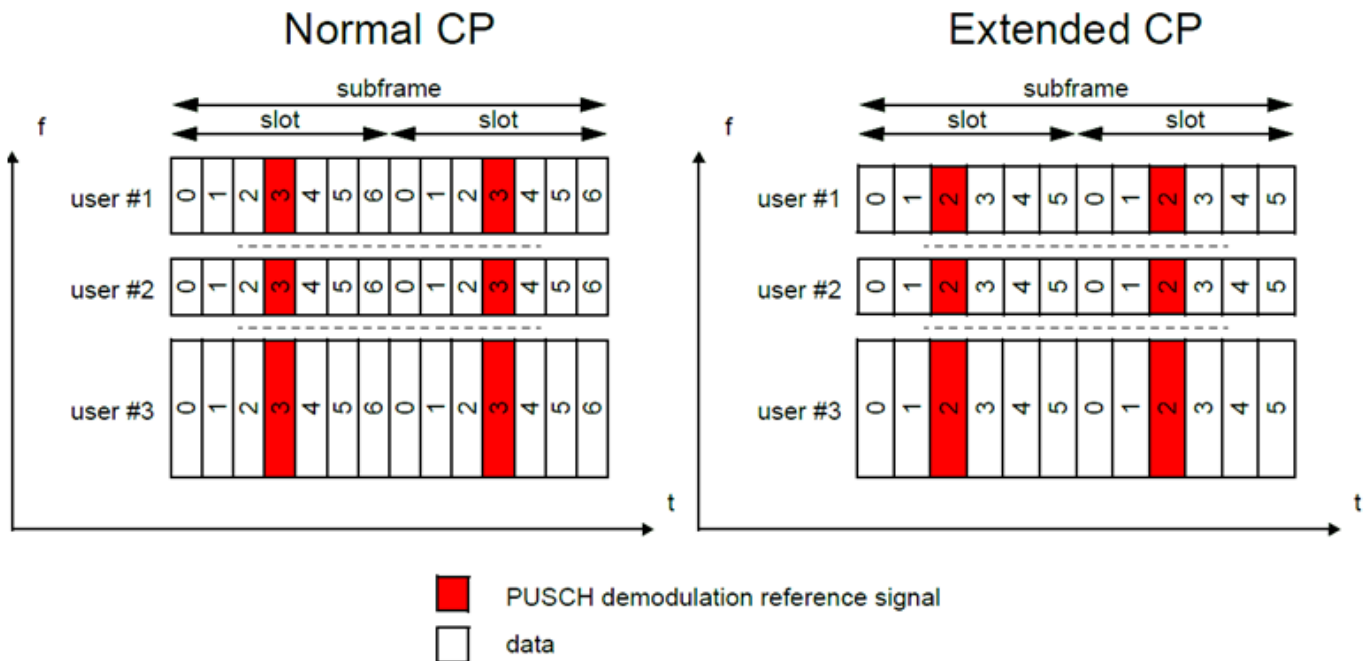 Normal CP
Extended CP
subframe
subframe
slot slot
slot slot
f
f
user #1 0 1 2 3 4 5 6 0 1 2 3 4 5 6
user #1 0 1 2 3 4 5 0 1 2 3 4 5
user #2 0 1 2 3 4 5 6 0 1 2 3 4 5 6
user #2 0 1 2 3 4 5 0 1 2 3 4 5
user #3 0 1 2 3 4 5 6 0 1 2 3 4 5 6
user #3 0 1 2 3 4 5 0 1 2 3 4 5
t
t
PUSCH demodulation reference signal
data